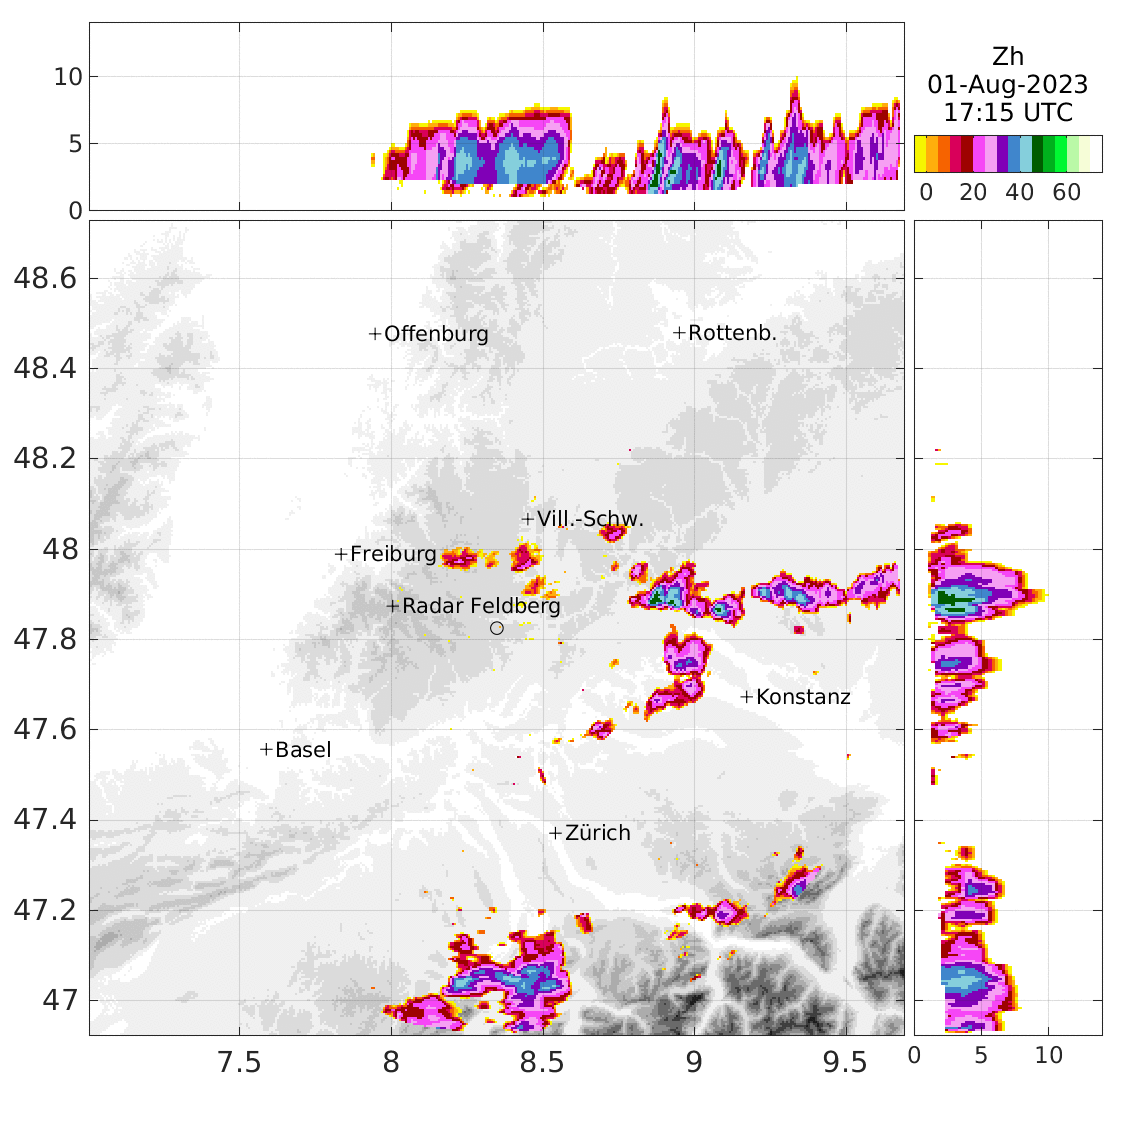 10
5
0
Zh
01-Aug-2023
17:15 UTC
0 20 40 60
48.6
48.4
48.2
48
47.8
47.6
47.4
47.2
47
+Offenburg
+Rottenb.
+Vill.-Schw.
+Freiburg
+Radar Feldberg
+Konstanz
+Basel
+Zürich
7.5 8 8.5 9 9.5
0 5 10